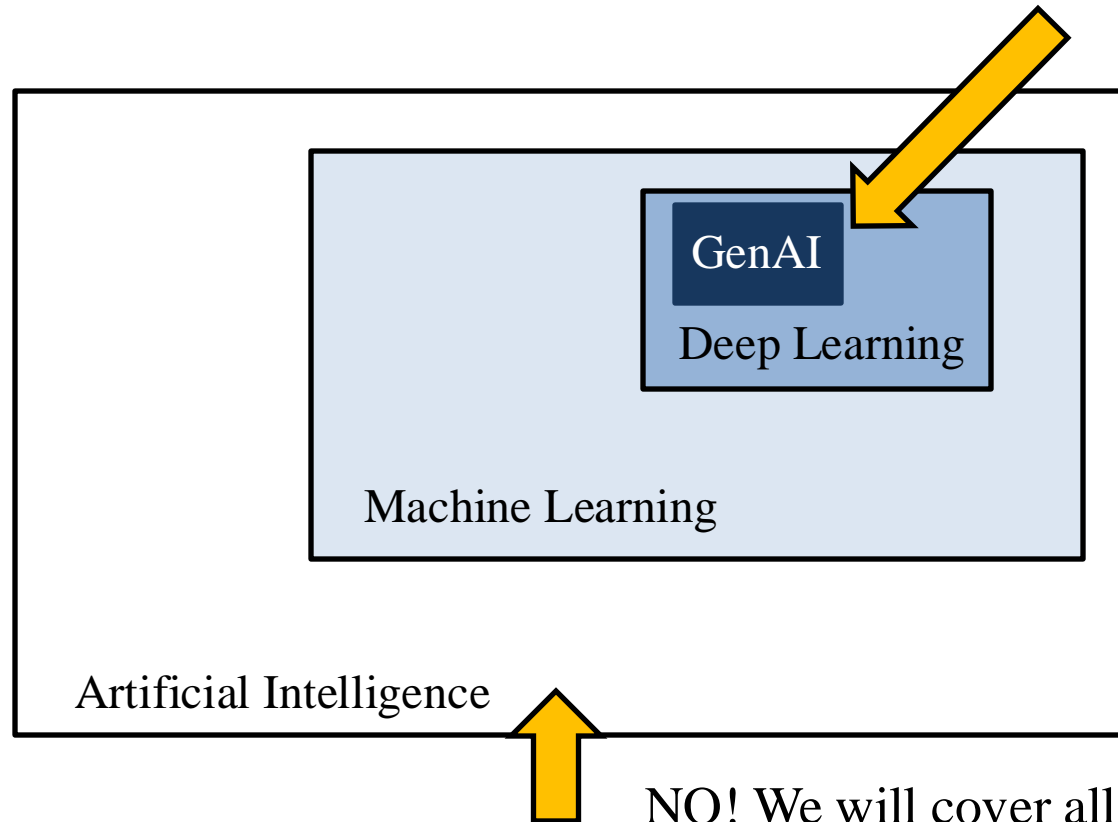 GenAI
Deep Learning
Machine Learning
Artificial Intelligence
NO! We will cover all